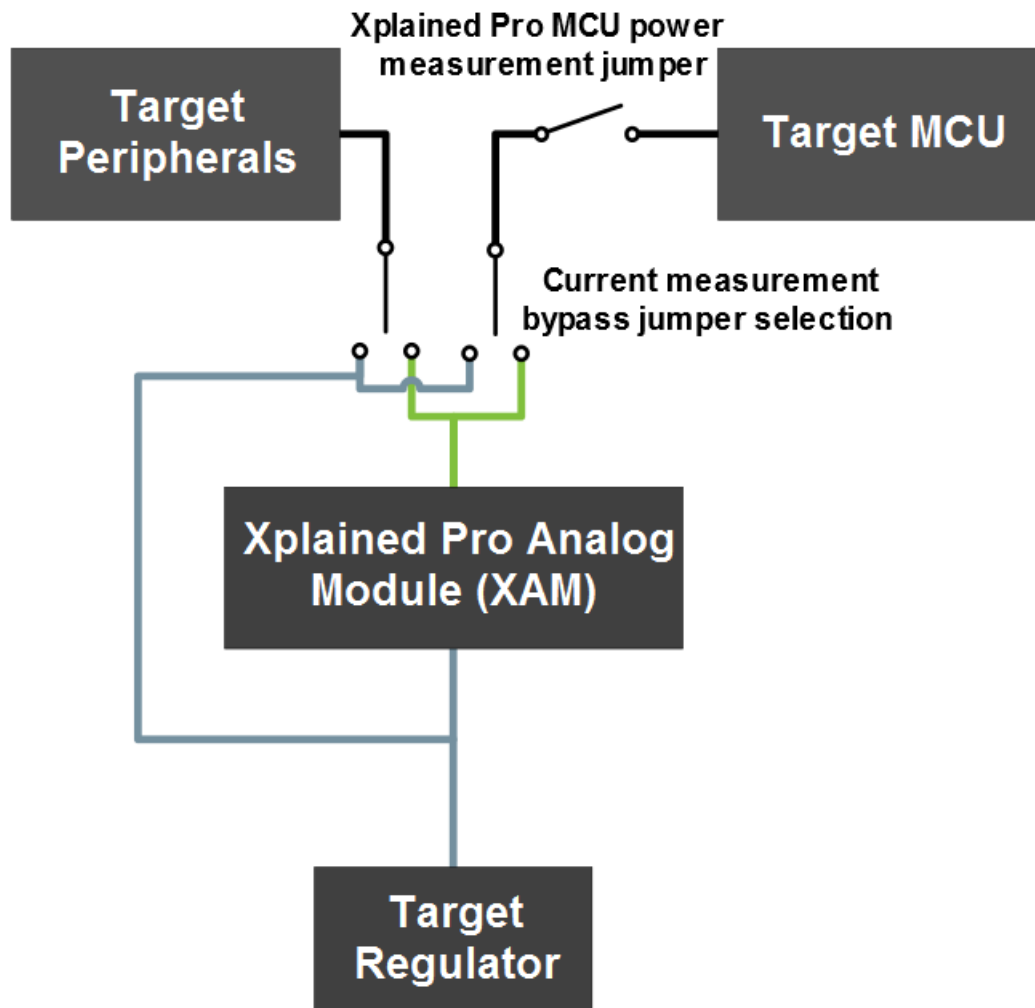 Xplained Pro MCU power
measurement jumper
Target
Peripherals
Target MCU
Current measurement
bypass jumper selection
Xplained Pro Analog
Module (XAM)
Target
Regulator